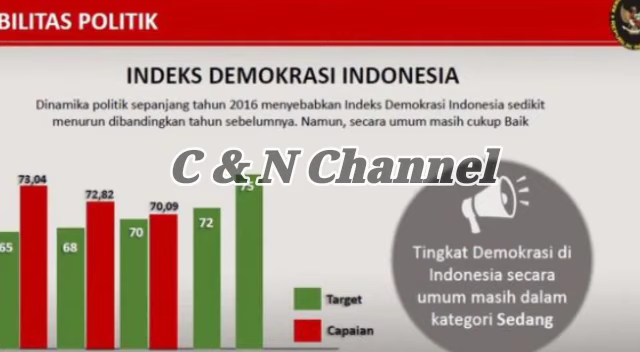 BILITAS POLITIK
INDEKS DEMOKRASI INDONESIA
Dinamika politik sepanjang tahun 2016 menyebabkan Indeks Demokrasi Indonesia sedikit
menurun dibandingkan tahun sebelumnya. Namun, secara umum masih cukup Baik
C & N Channel
73,04
72,82
70,09
65
68
70
72
75
Target
Capaian
Tingkat Demokrasi di
Indonesia secara
umum masih dalam
kategori Sedang